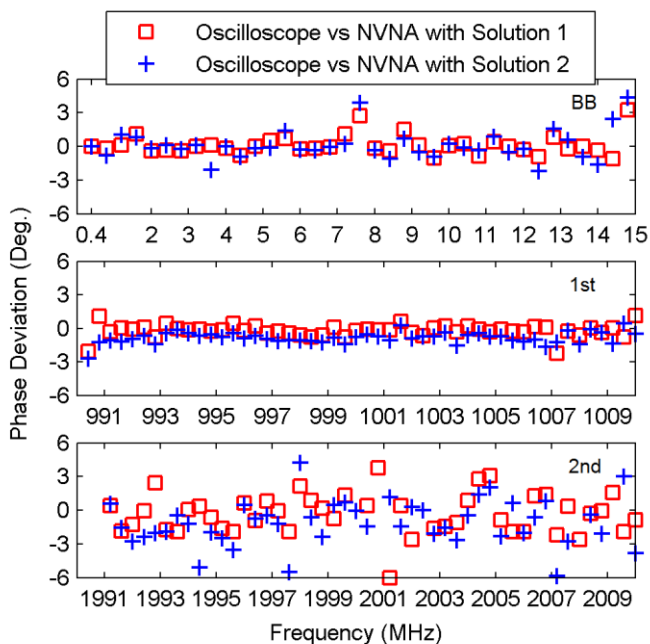 Oscilloscope vs NVNA with Solution 1
Oscilloscope vs NVNA with Solution 2
Phase Deviation (Deg.)
6
3
0
-3
-6
BB
0.4 2 3 4 5 6 7 8 9 10 11 12 13 14 15
6
3
0
-3
-6
1st
991 993 995 997 999 1001 1003 1005 1007 1009
6
3
0
-3
-6
2nd
1991 1993 1995 1997 1999 2001 2003 2005 2007 2009
Frequency (MHz)